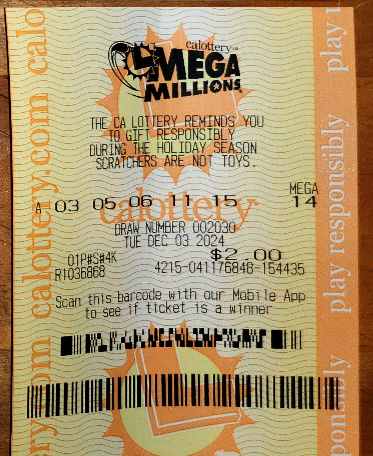 calottery
MEGA
MILLIONS
THE CA LOTTERY REMINDS YOU
TO GIFT RESPONSIBLY
DURING THE HOLIDAY SEASON
SCRATCHERS ARE NOT TOYS.
MEGA
A 03 05 06 11 15 14
calottery
DRAW NUMBER 002030
TUE DEC 03 2024
01P#S#4K $2.00
R1036868 4215-041176848-154435
Scan this barcode with our Mobile App
to see if ticket is a winner
calottery.com calo
play responsibly
play